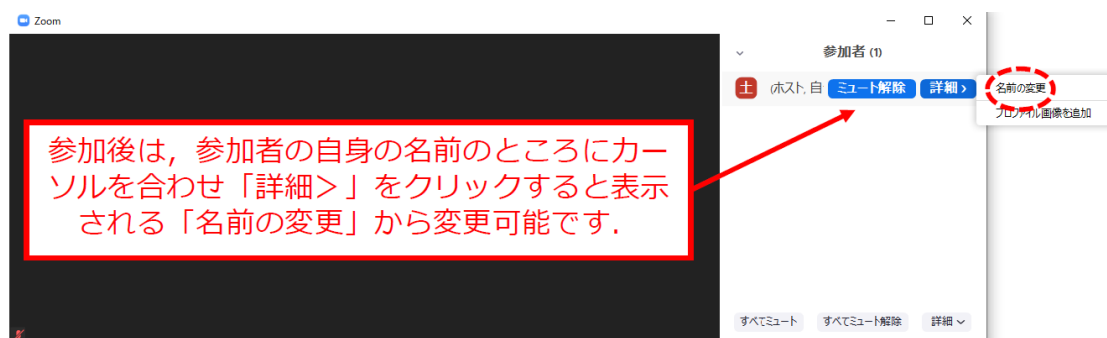 Zoom
参加者 (1)
土 (ホスト, 自 ミュート解除 詳細 >
名前の変更
プロファイル画像を追加
参加後は，参加者の自身の名前のところにカー
ソルを合わせ「詳細＞」をクリックすると表示
される「名前の変更」から変更可能です．
すべてミュート すべてミュート解除 詳細